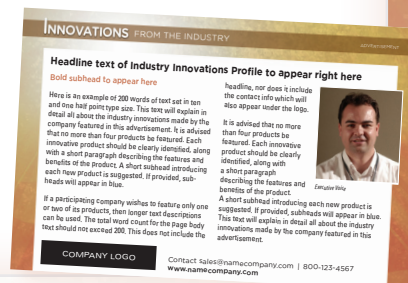 INNOVATIONS FROM THE INDUSTRY
ADVERTISEMENT
Headline text of Industry Innovations Profile to appear right here
Bold subhead to appear here
Here is an example of 200 words of text set in ten
and one half point type size. This text will explain in
detail all about the industry innovations made by the
company featured in this advertisement. It is advised
that no more than four products be featured. Each
innovative product should be clearly identified, along
with a short paragraph describing the features and
benefits of the product. A short subhead introducing
each new product is suggested. If provided, sub-
heads will appear in blue.
If a participating company wishes to feature only one
or two of its products, then longer text descriptions
can be used. The total word count for the page body
text should not exceed 200. This does not include the
headline, nor does it include
the contact info which will
also appear under the logo.
It is advised that no more
than four products be
featured. Each innovative
product should be clearly
identified, along with
a short paragraph
describing the features and
benefits of the product.
A short subhead introducing each new product is
suggested. If provided, subheads will appear in blue.
This text will explain in detail all about the industry
innovations made by the company featured in this
advertisement.
Executive
COMPANY LOGO
Contact Sales@namecompany.com | 800-123-4567
www.namecompany.com